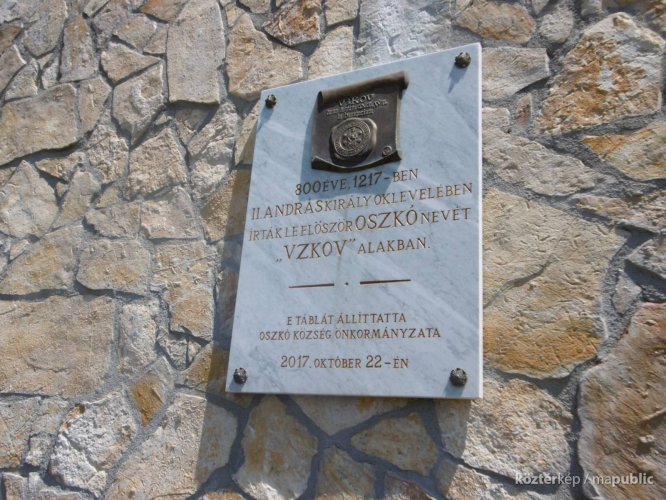 VZKOV
800 ÉVE, 1217-BEN
II. ANDRÁS KIRÁLY OKLEVELÉBEN
ÍRTÁK LE ELŐSZÖR OSZKÓ NEVÉT
„VZKOV” ALAKBAN.
E TÁBLÁT ÁLLÍTTATTA
OSZKÓ KÖZSÉG ÖNKORMÁNYZATA
2017. OKTÓBER 22-ÉN
köztérkép / mapublic